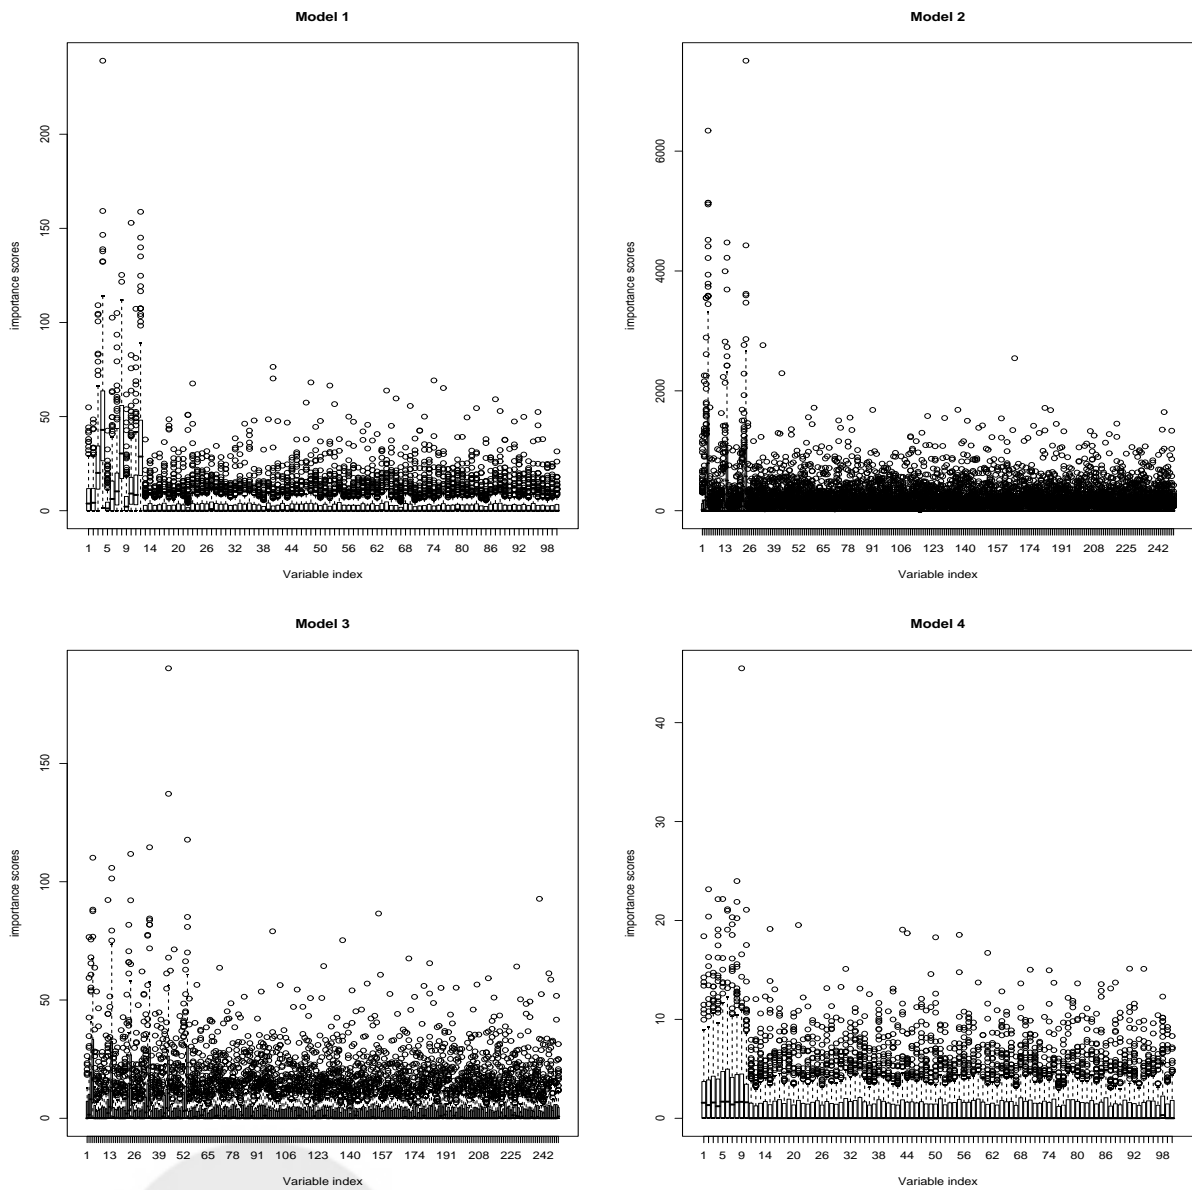 Model 1
importance scores
0 50 100 150 200
1 5 9 14 20 26 32 38 44 50 56 62 68 74 80 86 92 98
Variable index
Model 2
importance scores
0 2000 4000 6000
1 13 26 39 52 65 78 91 106 123 140 157 174 191 208 225 242
Variable index
Model 3
importance scores
0 50 100 150
1 13 26 39 52 65 78 91 106 123 140 157 174 191 208 225 242
Variable index
Model 4
importance scores
0 10 20 30 40
1 5 9 14 20 26 32 38 44 50 56 62 68 74 80 86 92 98
Variable index